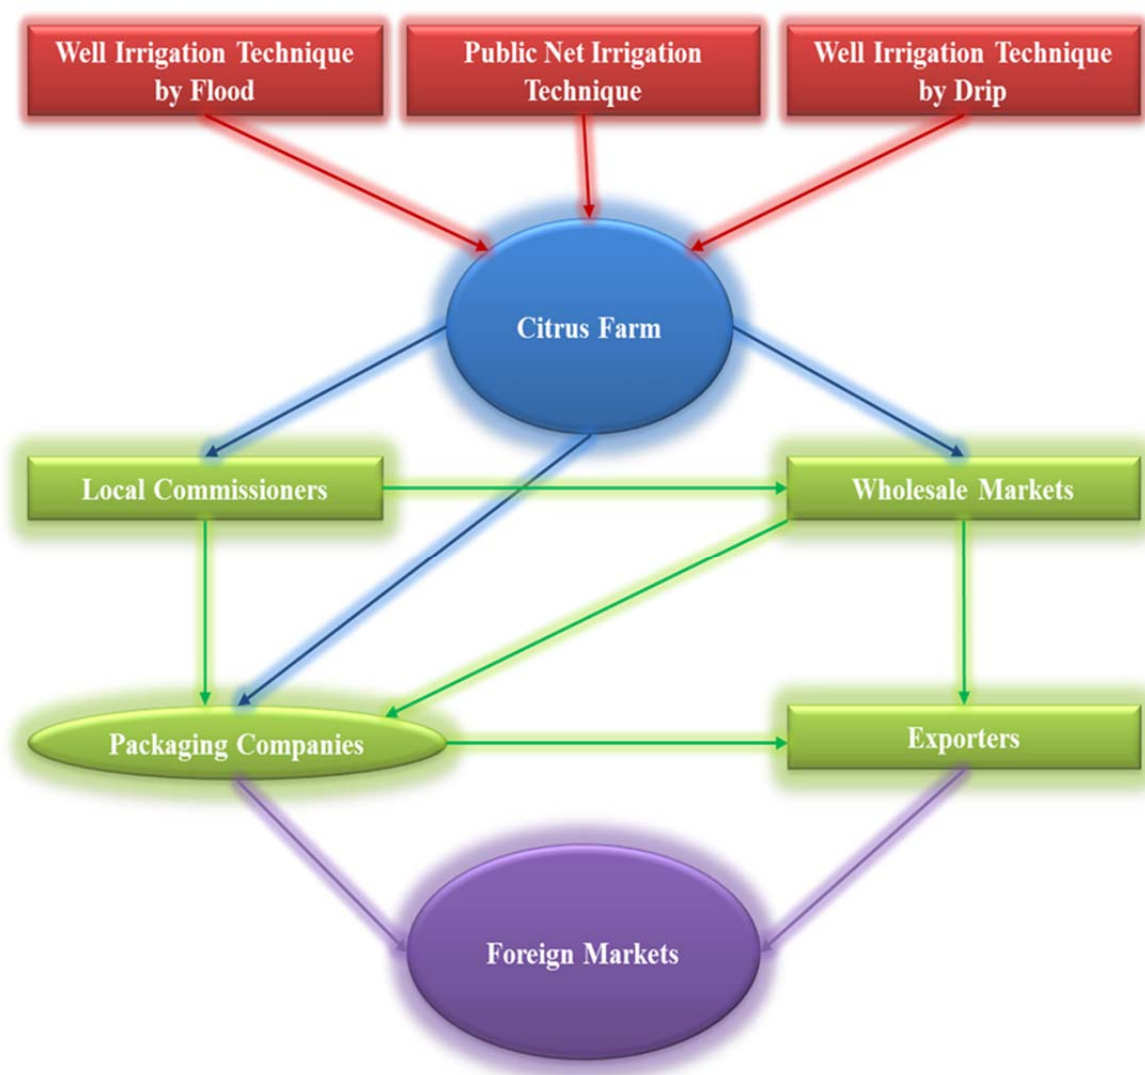 Well Irrigation Technique
by Flood
Public Net Irrigation
Technique
Well Irrigation Technique
by Drip
Citrus Farm
Local Commissioners
Wholesale Markets
Packaging Companies
Exporters
Foreign Markets